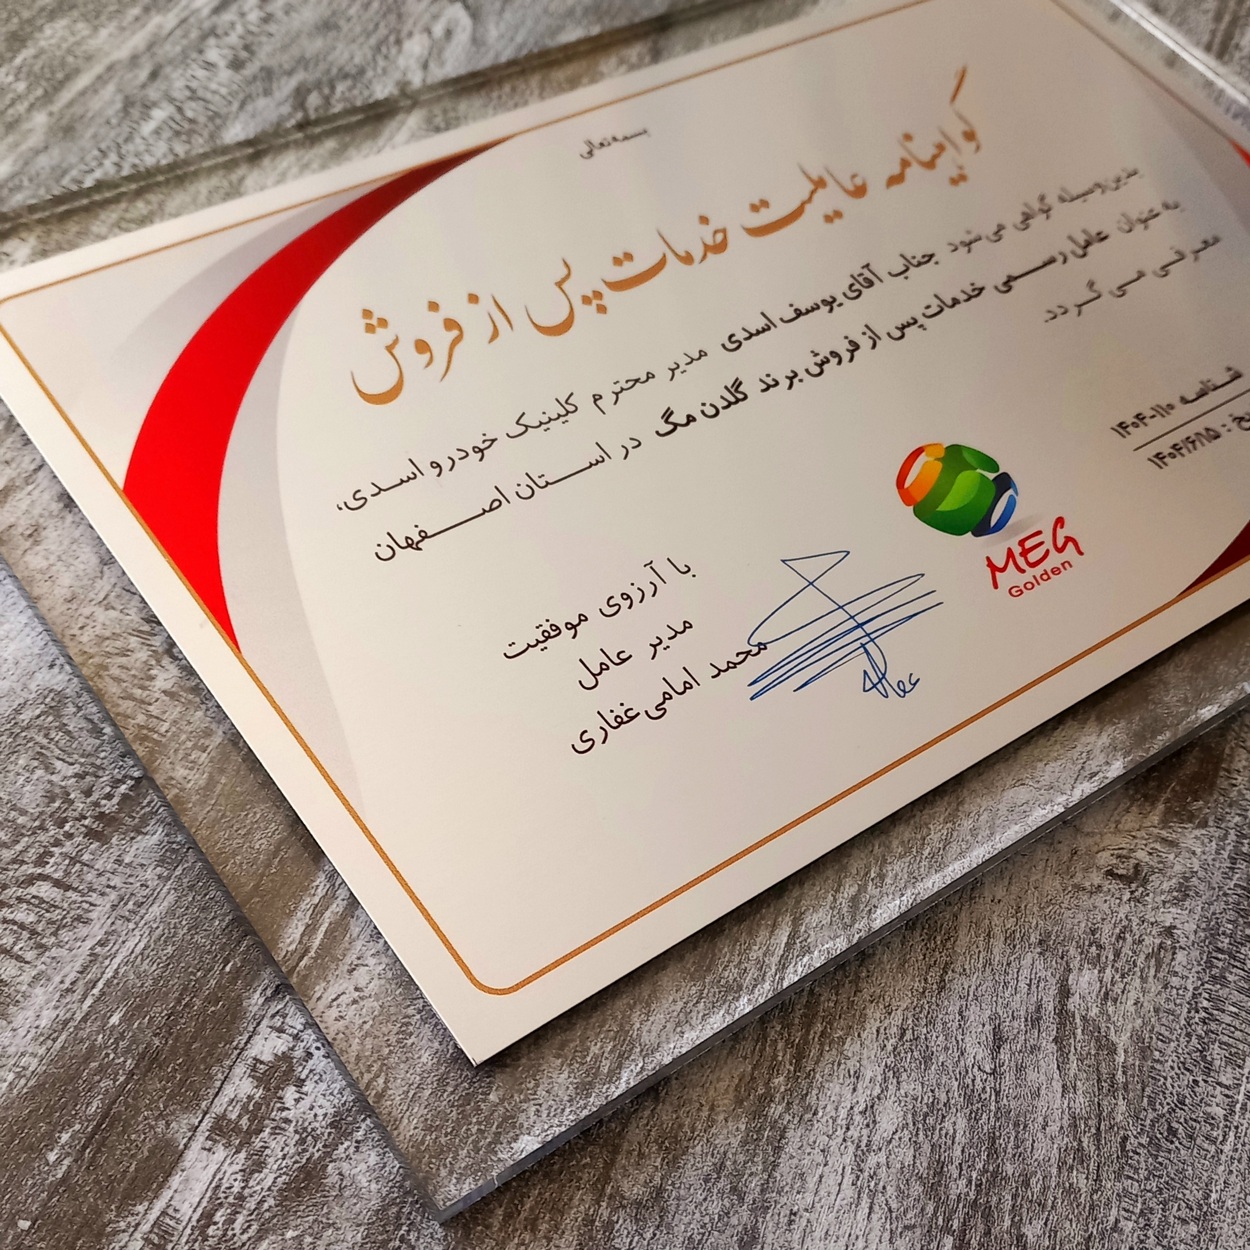 بسمه تعالی
گواهینامه عاملیت خدمات پس از فروش
بدین‌وسیله گواهی می‌شود جناب آقای یوسف اسدی مدیر محترم کلینیک خودرو اسدی،
به عنوان عامل رسمی خدمات پس از فروش برند گلدن مگ در استان اصفهان
معرفی می گردد.
شناسه ۱۱۰-۱۴۰۴
۱۴۰۴/۶/۱۵
MEG
Golden
با آرزوی موفقیت
مدیر عامل
محمد امامی‌غفاری